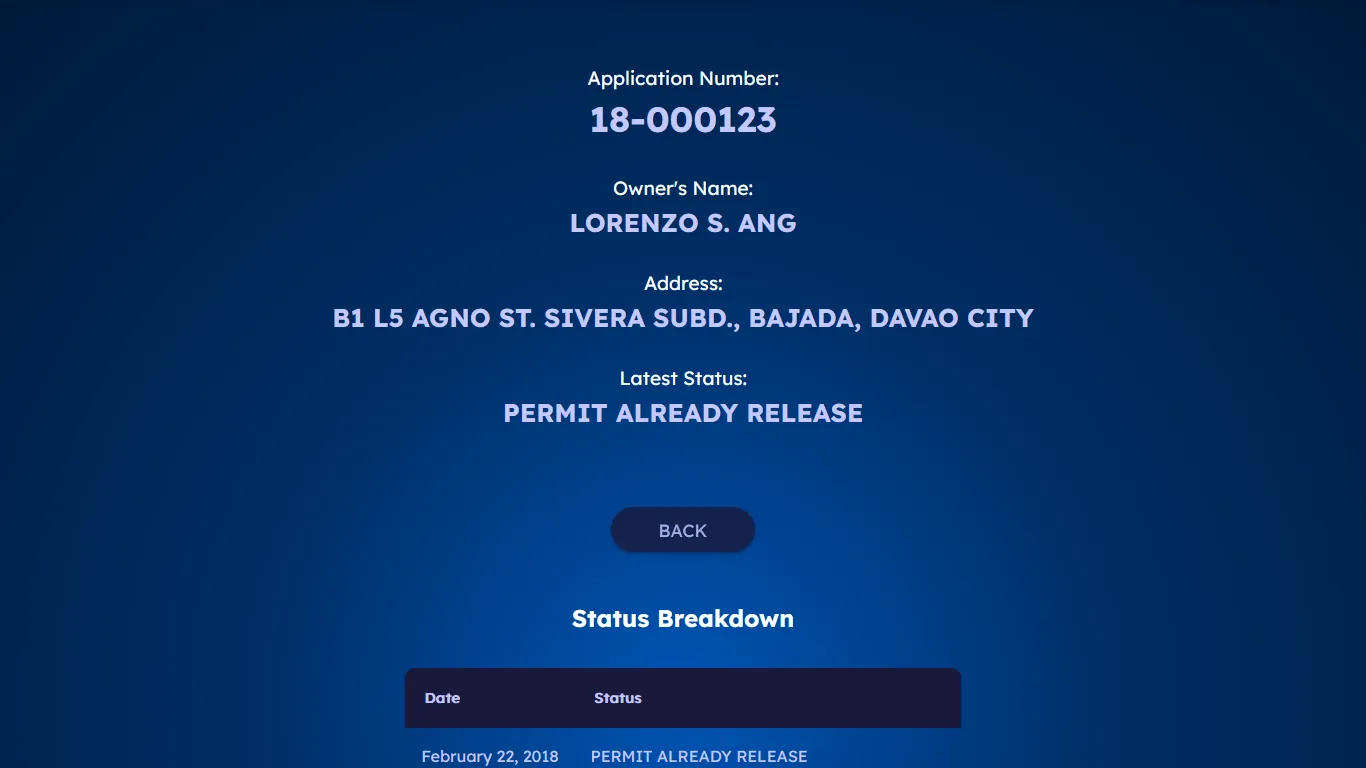 Application Number:
18-000123
Owner's Name:
LORENZO S. ANG
Address:
B1 L5 AGNO ST. SIVERA SUBD., BAJADA, DAVAO CITY
Latest Status:
PERMIT ALREADY RELEASE
BACK
Status Breakdown
Date Status
February 22, 2018 PERMIT ALREADY RELEASE